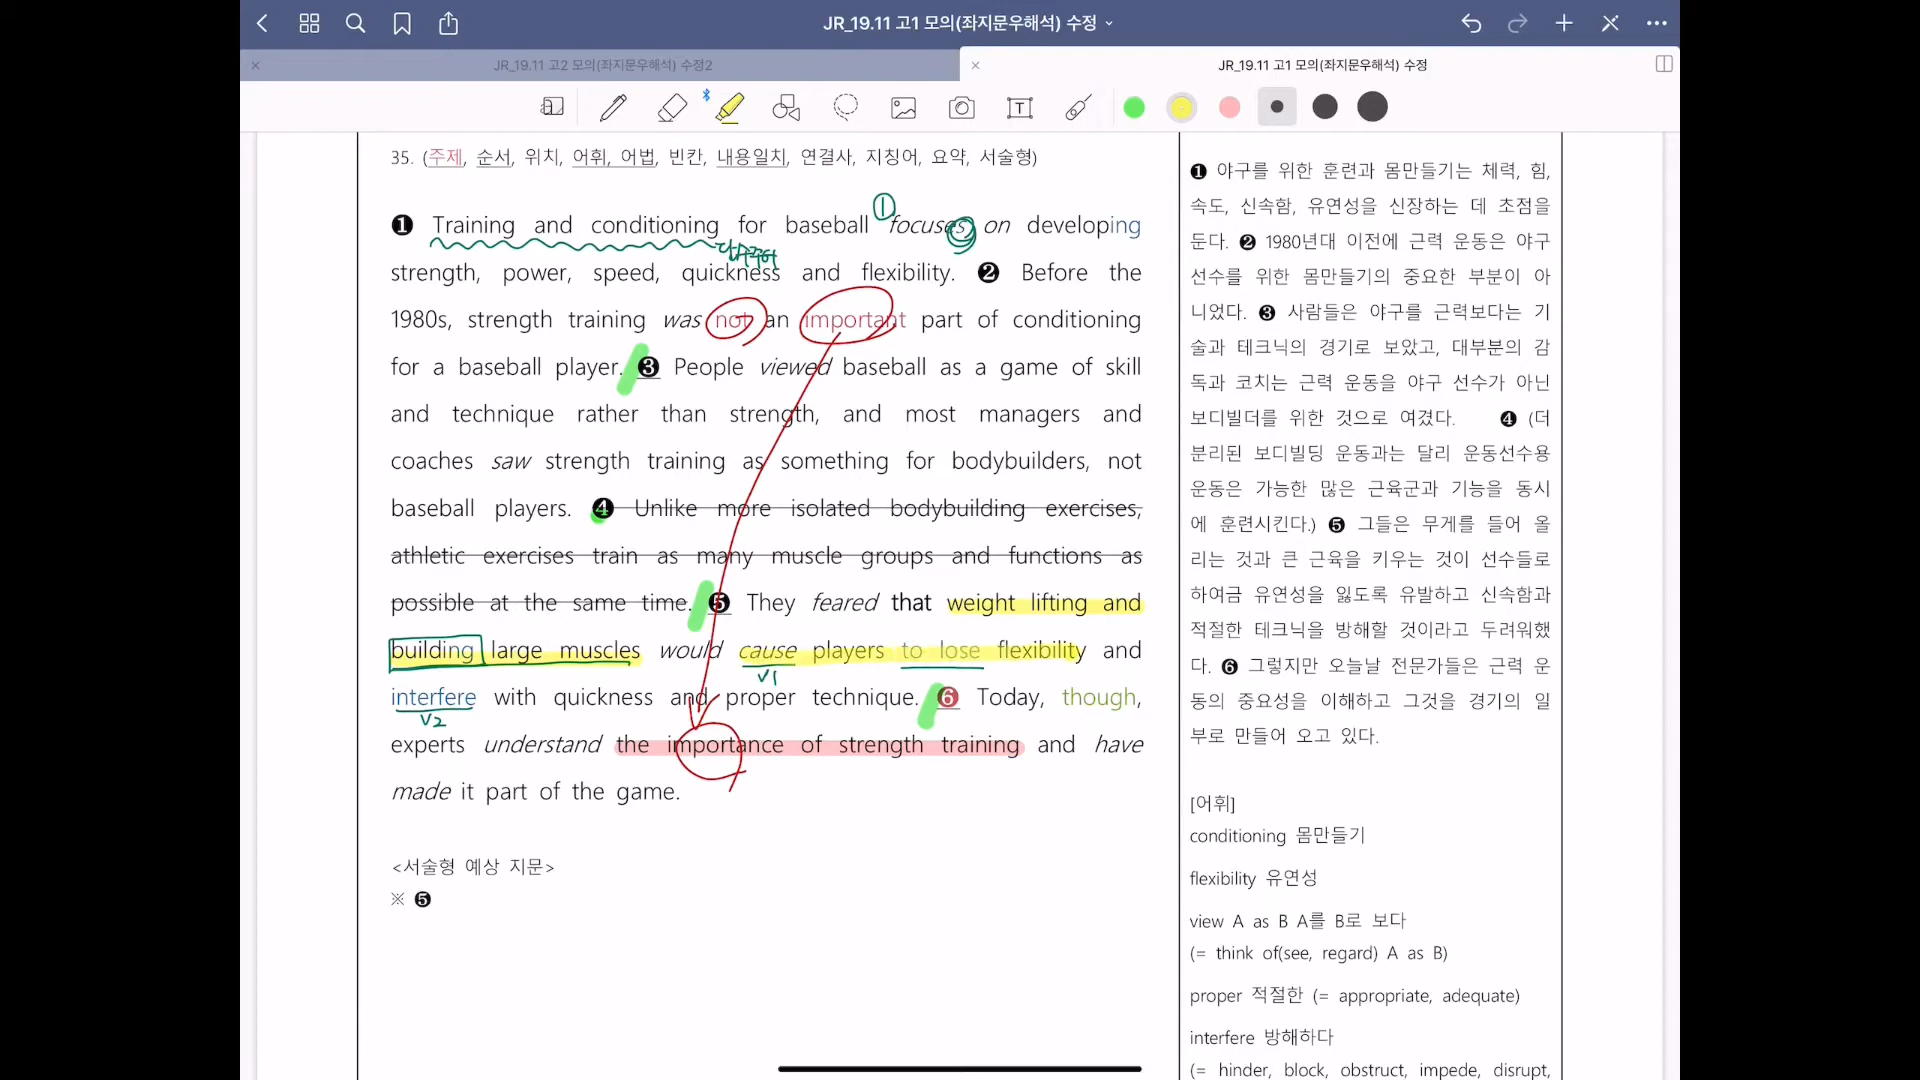 JR_19.11 고1 모의(좌지문우해석) 수정
JR_19.11 고2 모의(좌지문우해석) 수정2
JR_19.11 고1 모의(좌지문우해석) 수정
35. (주제, 순서, 위치, 어휘, 어법, 빈칸, 내용일치, 연결사, 지칭어, 요약, 서술형)
①
❶ Training and conditioning for baseball focuses on developing
단수주어
strength, power, speed, quickness and flexibility. ❷ Before the
1980s, strength training was not an important part of conditioning
for a baseball player. ❸ People viewed baseball as a game of skill
and technique rather than strength, and most managers and
coaches saw strength training as something for bodybuilders, not
baseball players. ❹ Unlike more isolated bodybuilding exercises,
athletic exercises train as many muscle groups and functions as
possible at the same time. ❺ They feared that weight lifting and
building large muscles would cause players to lose flexibility and
V1
interfere with quickness and proper technique. ❻ Today, though,
V2
experts understand the importance of strength training and have
made it part of the game.
<서술형 예상 지문>
※ ❺
❶ 야구를 위한 훈련과 몸만들기는 체력, 힘,
속도, 신속함, 유연성을 신장하는 데 초점을
둔다. ❷ 1980년대 이전에 근력 운동은 야구
선수를 위한 몸만들기의 중요한 부분이 아
니었다. ❸ 사람들은 야구를 근력보다는 기
술과 테크닉의 경기로 보았고, 대부분의 감
독과 코치는 근력 운동을 야구 선수가 아닌
보디빌더를 위한 것으로 여겼다. ❹ (더
분리된 보디빌딩 운동과는 달리 운동선수용
운동은 가능한 많은 근육군과 기능을 동시
에 훈련시킨다.) ❺ 그들은 무게를 들어 올
리는 것과 큰 근육을 키우는 것이 선수들로
하여금 유연성을 잃도록 유발하고 신속함과
적절한 테크닉을 방해할 것이라고 두려워했
다. ❻ 그렇지만 오늘날 전문가들은 근력 운
동의 중요성을 이해하고 그것을 경기의 일
부로 만들어 오고 있다.
[어휘]
conditioning 몸만들기
flexibility 유연성
view A as B A를 B로 보다
(= think of(see, regard) A as B)
proper 적절한 (= appropriate, adequate)
interfere 방해하다
(= hinder, block, obstruct, impede, disrupt,